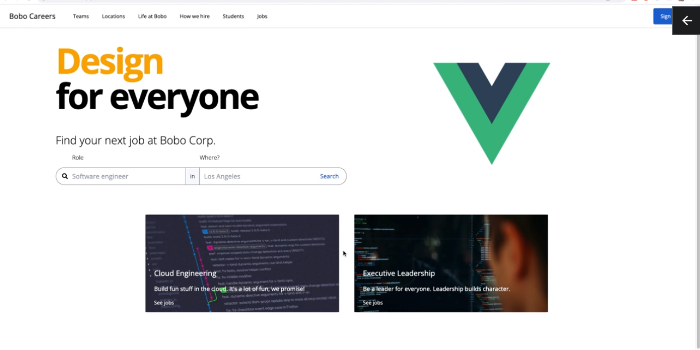 Bobo Careers
Teams
Locations
Life at Bobo
How we hire
Students
Jobs
Sign
Design
for everyone
Find your next job at Bobo Corp.
Role
Where?
Software engineer
in
Los Angeles
Search
Cloud Engineering
Build fun stuff in the cloud. It's a lot of fun, we promise!
See jobs
Executive Leadership
Be a leader for everyone. Leadership builds character.
See jobs